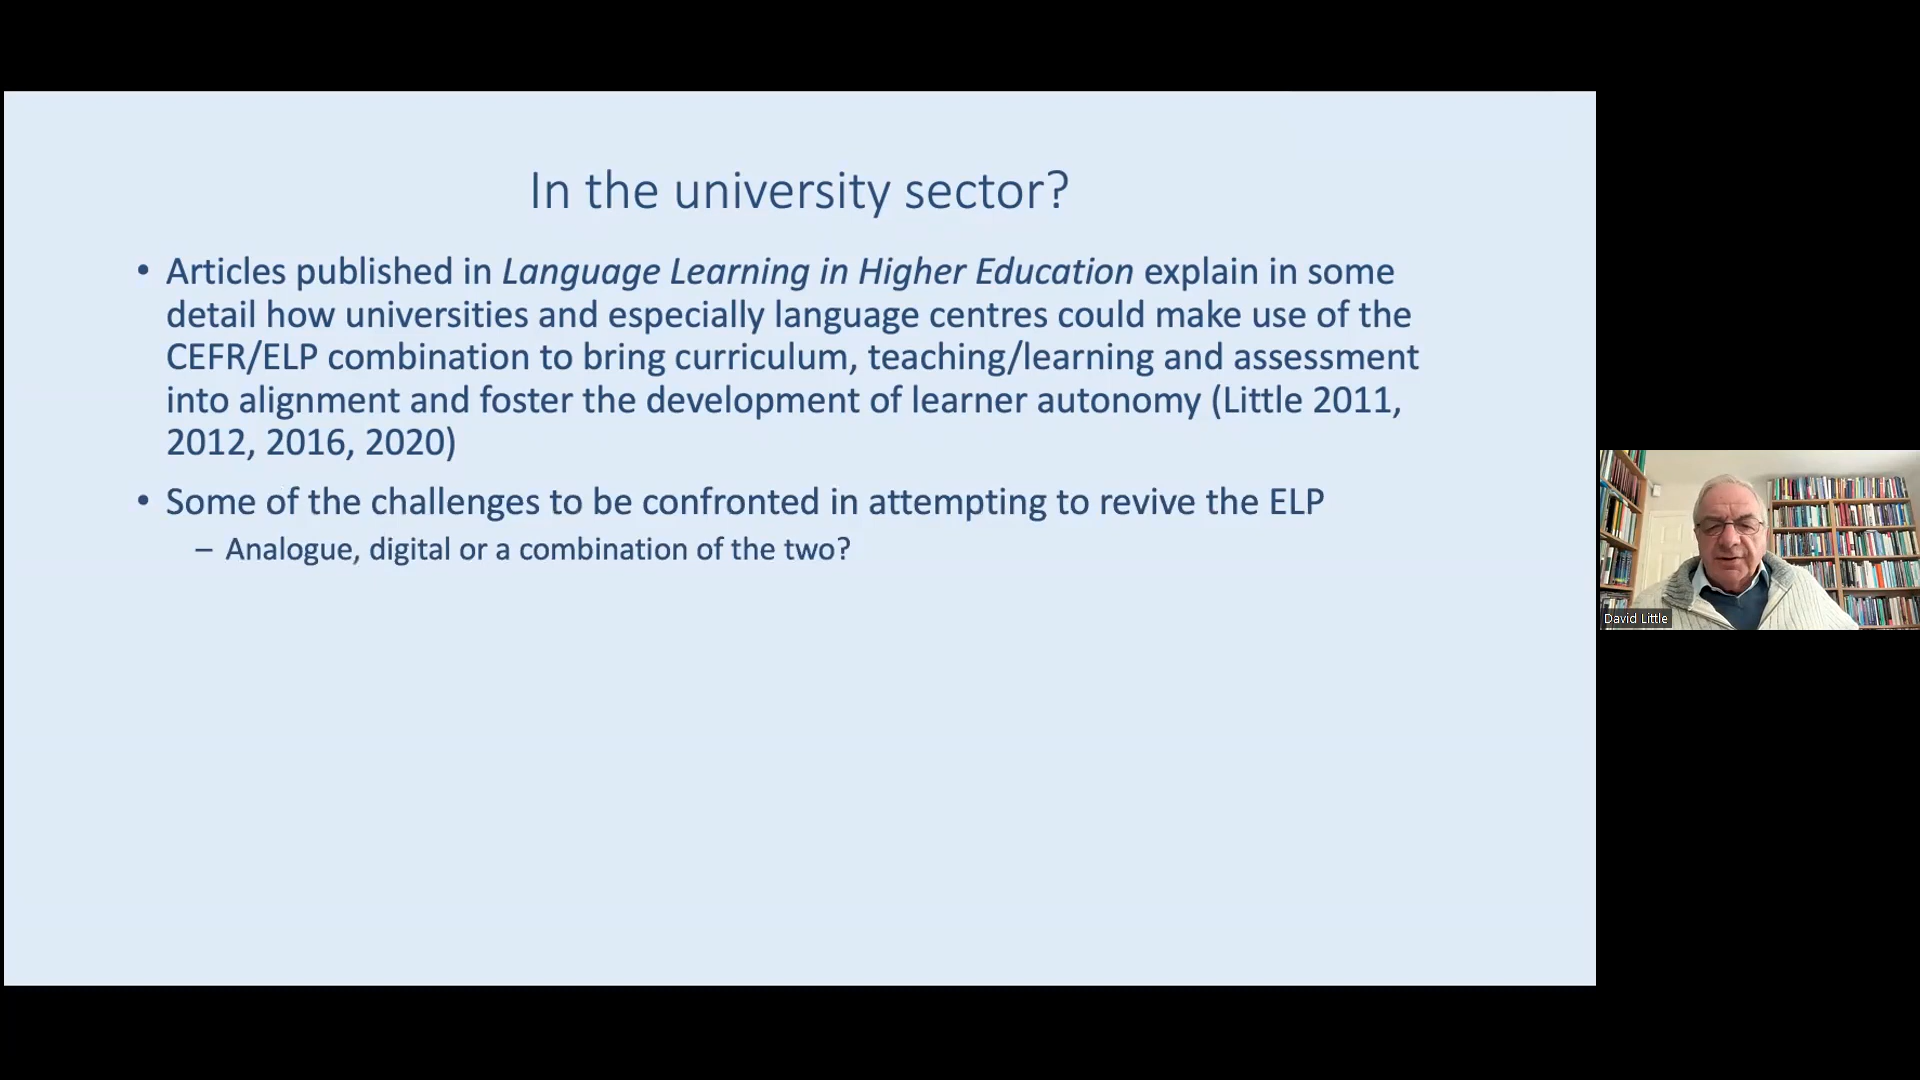 In the university sector?
• Articles published in Language Learning in Higher Education explain in some
detail how universities and especially language centres could make use of the
CEFR/ELP combination to bring curriculum, teaching/learning and assessment
into alignment and foster the development of learner autonomy (Little 2011,
2012, 2016, 2020)
• Some of the challenges to be confronted in attempting to revive the ELP
– Analogue, digital or a combination of the two?
David Little